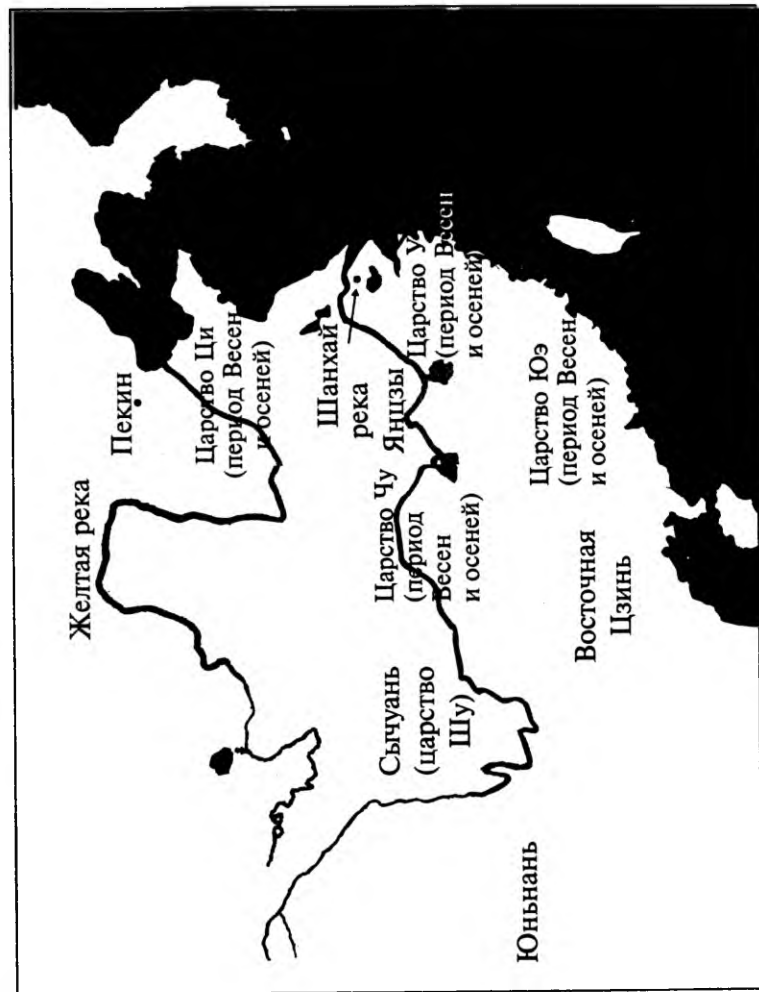 Желтая река
Пекин
Царство Ци
(период Весен
и осеней)
Шанхай
река
Янцзы
Царство У
(период Весен
и осеней)
Царство Чу
(период
Весен
и осеней)
Сычуань
(царство
Шу)
Царство Юэ
(период Весен
и осеней)
Восточная
Цзинь
Юньнань